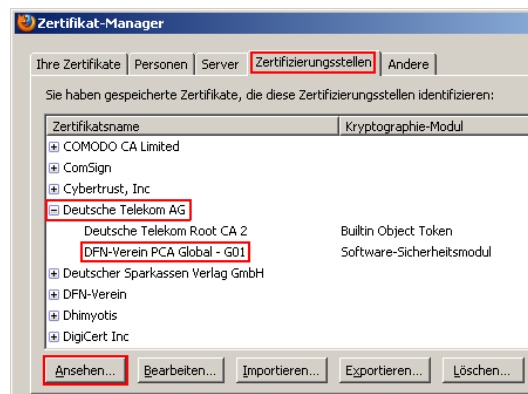 Zertifikat-Manager
Ihre Zertifikate Personen Server Zertifizierungsstellen Andere
Sie haben gespeicherte Zertifikate, die diese Zertifizierungsstellen identifizieren:
Zertifikatsname Kryptographie-Modul
COMODO CA Limited
ComSign
Cybertrust, Inc
Deutsche Telekom AG
Deutsche Telekom Root CA 2 Builtin Object Token
DFN-Verein PCA Global - G01 Software-Sicherheitsmodul
Deutscher Sparkassen Verlag GmbH
DFN-Verein
Dhimyotis
DigiCert Inc
Ansehen... Bearbeiten... Importieren... Exportieren... Löschen...